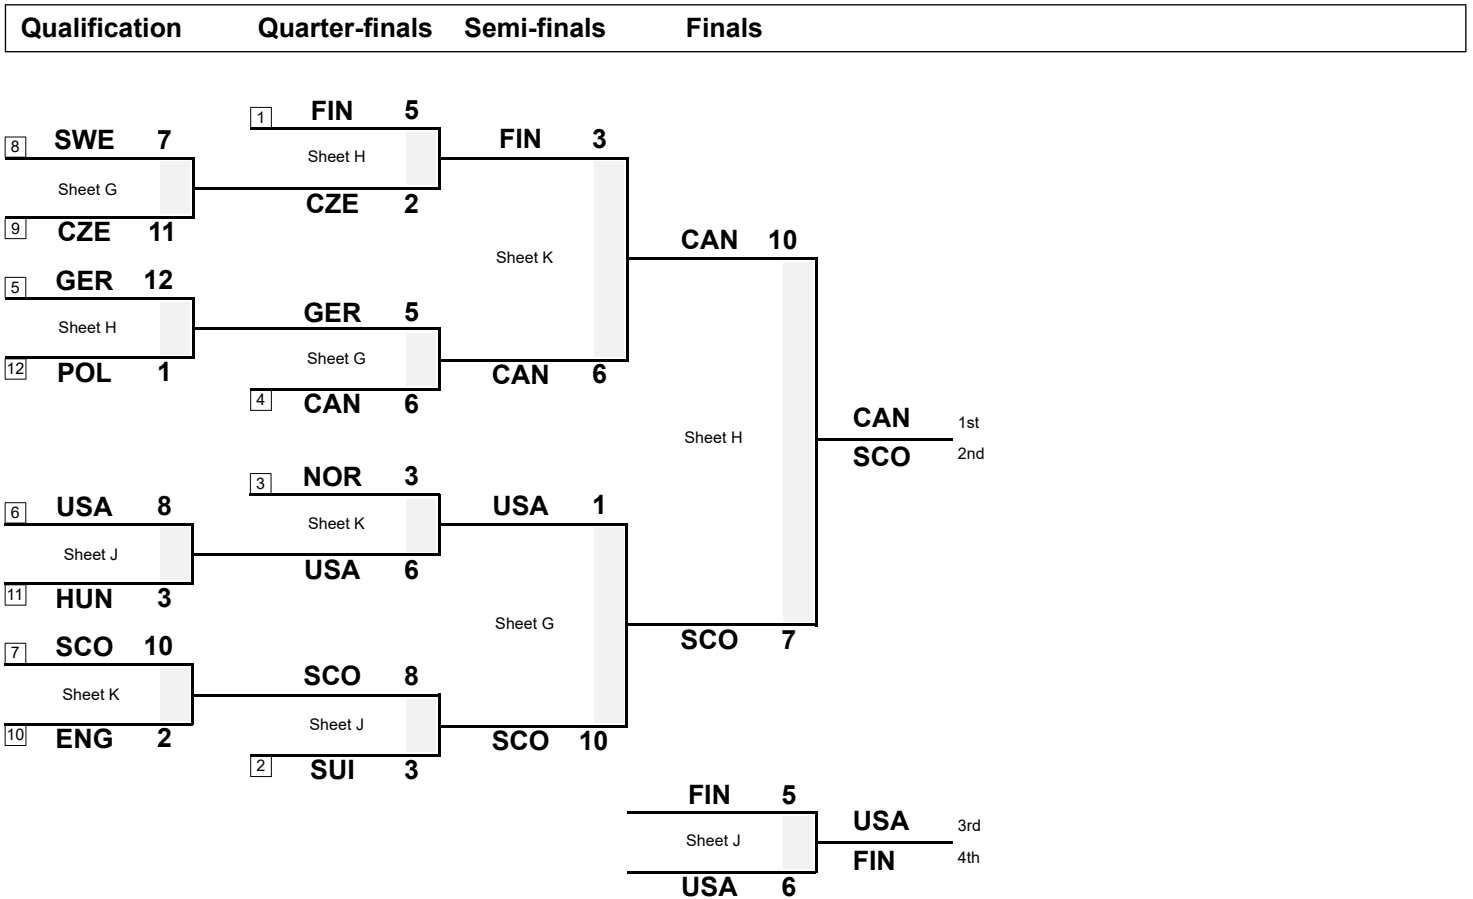 Qualification Quarter-finals Semi-finals Finals
1 FIN 5
8 SWE 7
FIN 3
Sheet H
Sheet G
CZE 2
9 CZE 11
CAN 10
Sheet K
5 GER 12
GER 5
Sheet H
Sheet G
12 POL 1
CAN 6
4 CAN 6
CAN 1st
Sheet H
SCO 2nd
3 NOR 3
6 USA 8
USA 1
Sheet K
Sheet J
USA 6
11 HUN 3
Sheet G
7 SCO 10
SCO 7
SCO 8
Sheet K
Sheet J
10 ENG 2
SCO 10
2 SUI 3
FIN 5
USA 3rd
Sheet J
FIN 4th
USA 6